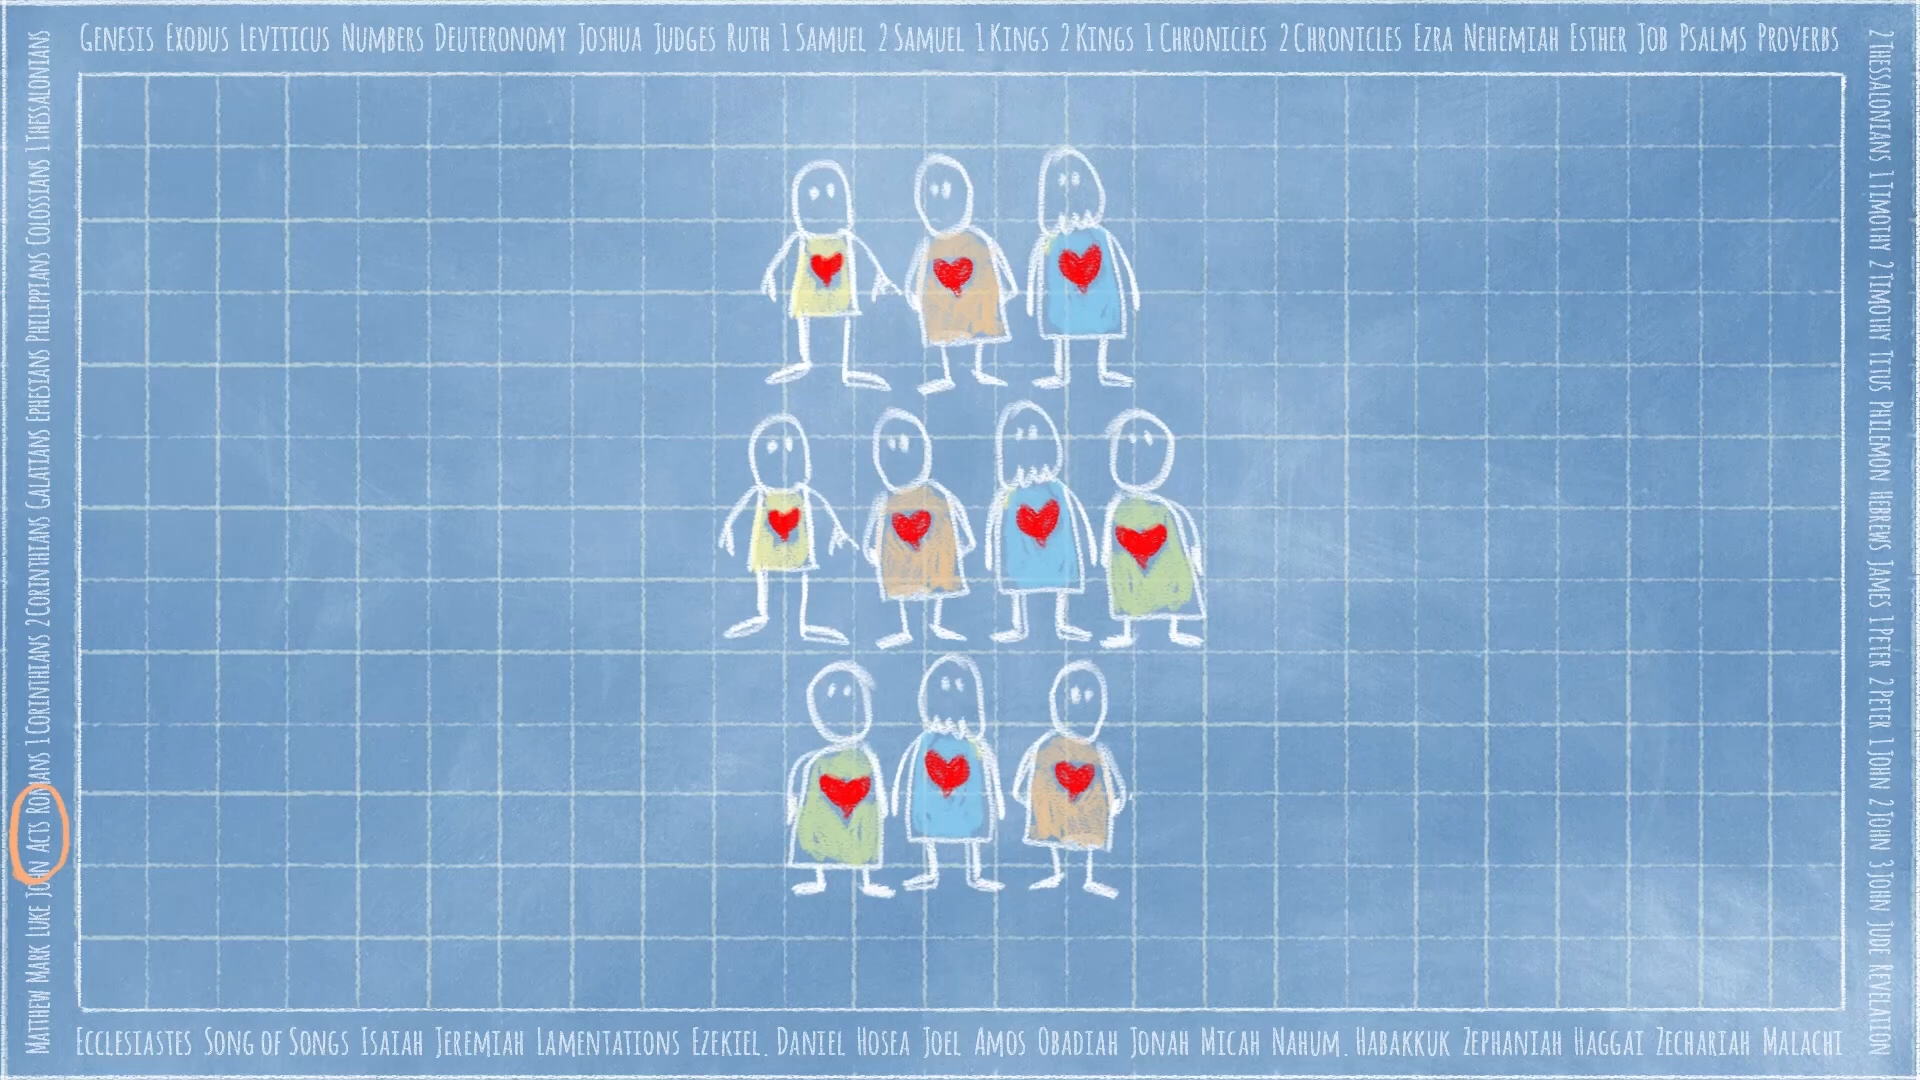 Genesis Exodus Leviticus Numbers Deuteronomy Joshua Judges Ruth 1 Samuel 2 Samuel 1 Kings 2 Kings 1 Chronicles 2 Chronicles Ezra Nehemiah Esther Job Psalms Proverbs
Ecclesiastes Song of Songs Isaiah Jeremiah Lamentations Ezekiel. Daniel Hosea Joel Amos Obadiah Jonah Micah Nahum. Habakkuk Zephaniah Haggai Zechariah Malachi
Matthew Mark Luke John Acts Romans 1 Corinthians 2 Corinthians Galatians Ephesians Philippians Colossians 1 Thessalonians
2 Thessalonians 1 Timothy 2 Timothy Titus Philemon Hebrews James 1 Peter 2 Peter 1 John 2 John 3 John Jude Revelation